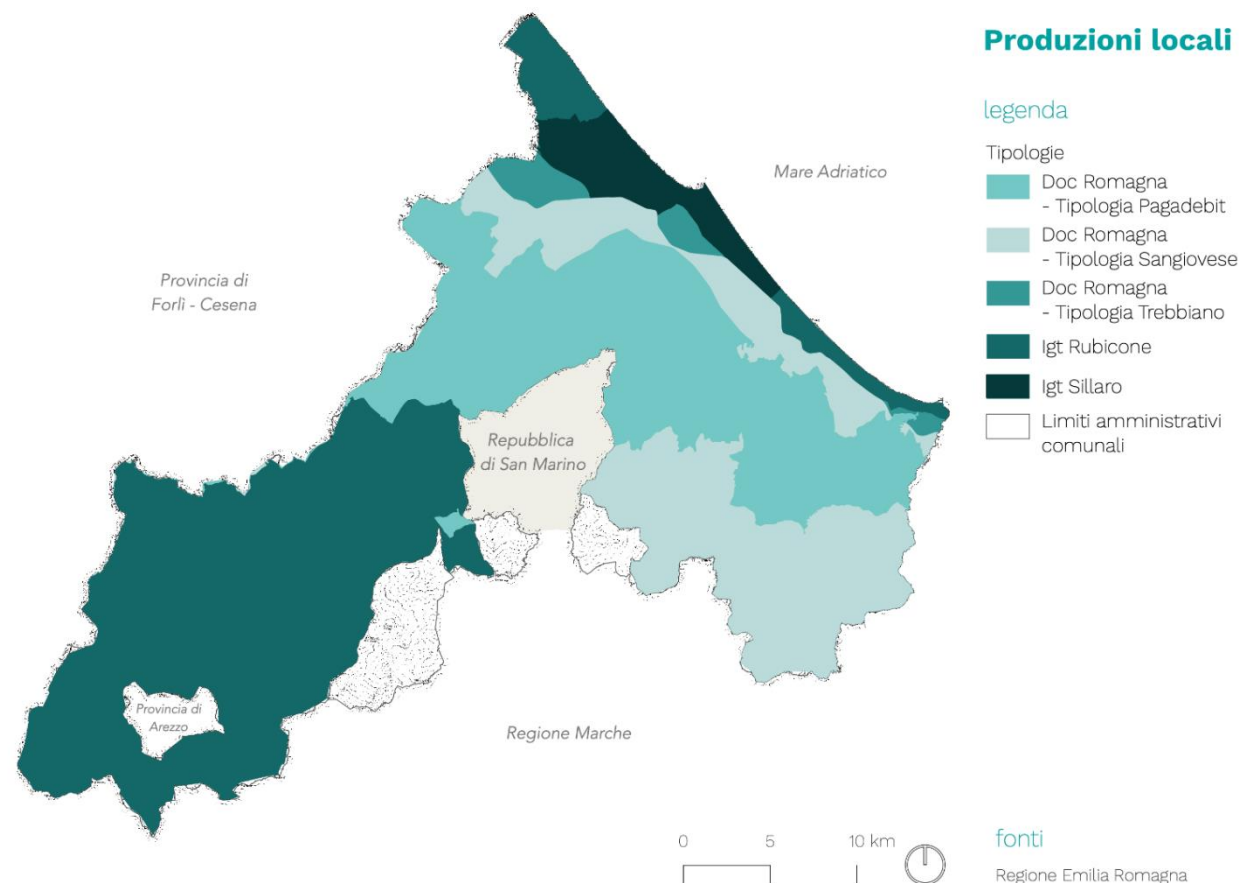 Produzioni locali
legenda
Tipologie
Doc Romagna
- Tipologia Pagadebit
Doc Romagna
- Tipologia Sangiovese
Doc Romagna
- Tipologia Trebbiano
Igt Rubicone
Igt Sillaro
Limiti amministrativi
comunali
Mare Adriatico
Provincia di
Forlì - Cesena
Repubblica
di San Marino
Provincia di
Arezzo
Regione Marche
0 5 10 km
fonti
Regione Emilia Romagna